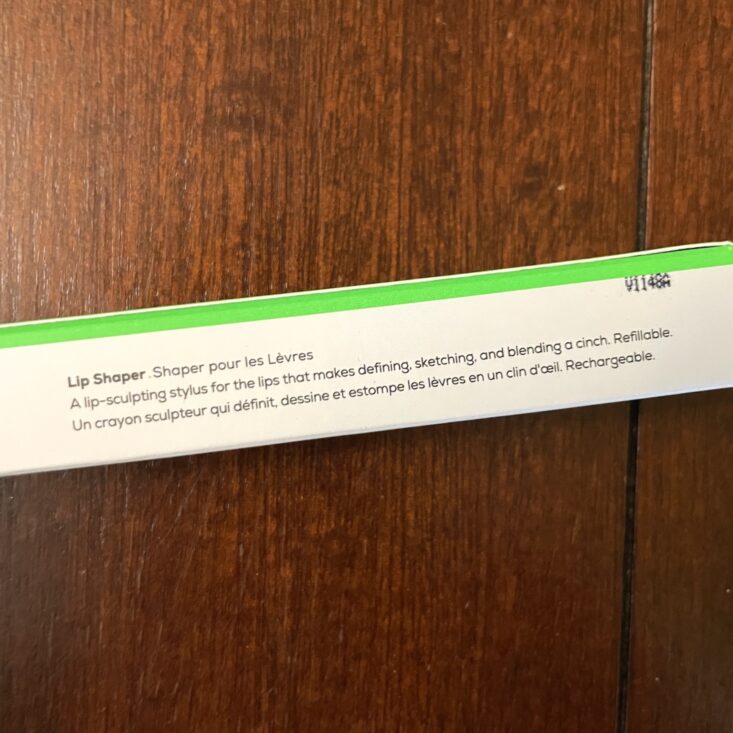 V1148A
Lip Shaper . Shaper pour les Lèvres
A lip-sculpting stylus for the lips that makes defining, sketching, and blending a cinch. Refillable.
Un crayon sculpteur qui définit, dessine et estompe les lèvres en un clin d'œil. Rechargeable.